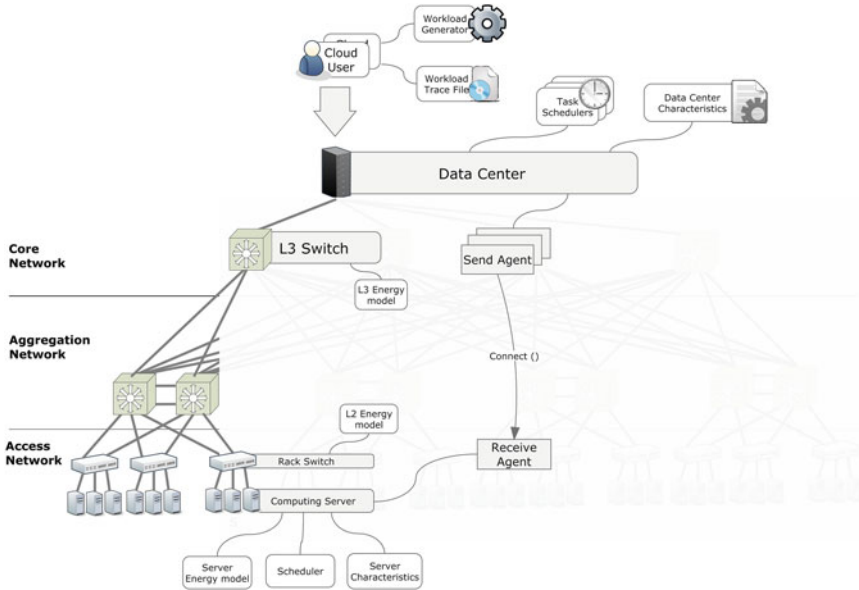 Workload
Generator
Cloud
Cloud
User
Workload
Trace File
Task
Schedulers
Data Center
Characteristics
Data Center
Core
Network
L3 Switch
Send Agent
L3 Energy
model
Aggregation
Network
Connect ()
L2 Energy
model
Access
Network
Rack Switch
Receive
Agent
Computing Server
Server
Energy model
Scheduler
Server
Characteristics